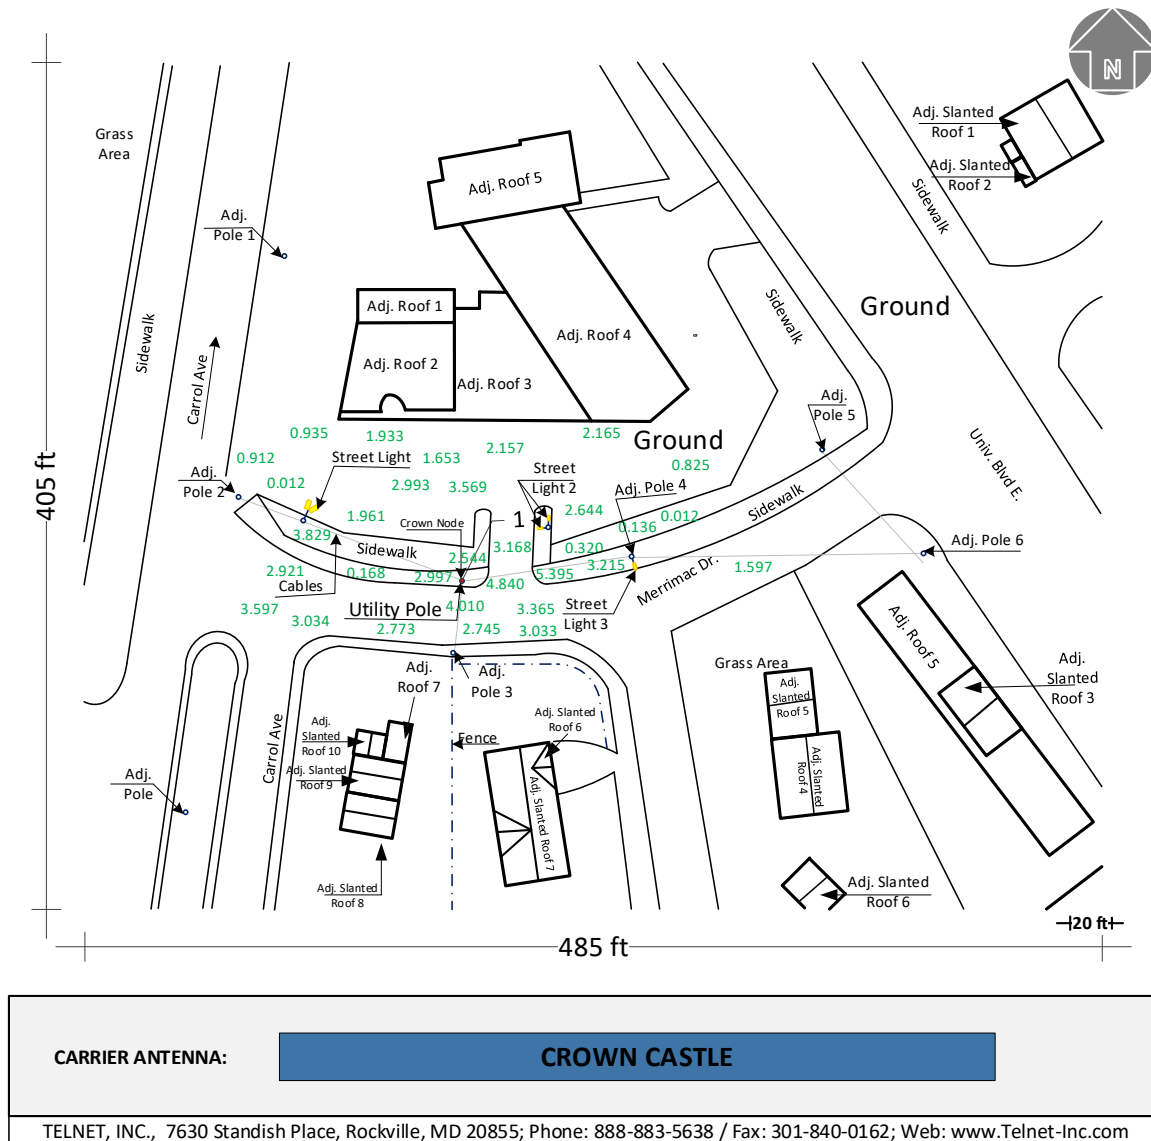 N
Grass
Area
Adj. Slanted
Roof 1
Adj. Slanted
Roof 2
Adj. Roof 5
Sidewalk
Adj.
Pole 1
Ground
Adj. Roof 1
Sidewalk
Adj. Roof 4
Sidewalk
Adj. Roof 2
Adj. Roof 3
Carrol Ave
Adj.
Pole 5
405 ft
0.935
1.933
2.157
2.165
Ground
0.912
Street Light
1.653
Street
Light 2
0.825
Univ. Blvd E.
Adj.
Pole 2
0.012
2.993
3.569
Adj. Pole 4
Sidewalk
1.961
Crown Node
1
2.644
0.136
0.012
3.829
Sidewalk
2.544
3.168
0.320
Adj. Pole 6
2.921
Cables
0.168
2.997
4.840
5.395
3.215
Merrimac Dr.
1.597
3.597
3.034
Utility Pole
4.010
3.365
Street
Light 3
2.773
2.745
3.033
Adj.
Roof 7
Adj.
Pole 3
Grass Area
Adj.
Slanted
Roof 5
Adj. Roof 5
Adj.
Slanted
Roof 3
Carrol Ave
Adj.
Slanted
Roof 10
Fence
Adj. Slanted
Roof 6
Adj.
Pole
Adj. Slanted
Roof 9
Adj. Slanted Roof 7
Adj. Slanted
Roof 4
Adj. Slanted
Roof 8
Adj. Slanted
Roof 6
20 ft
485 ft
CARRIER ANTENNA:
CROWN CASTLE
TELNET, INC., 7630 Standish Place, Rockville, MD 20855; Phone: 888-883-5638 / Fax: 301-840-0162; Web: www.Telnet-Inc.com